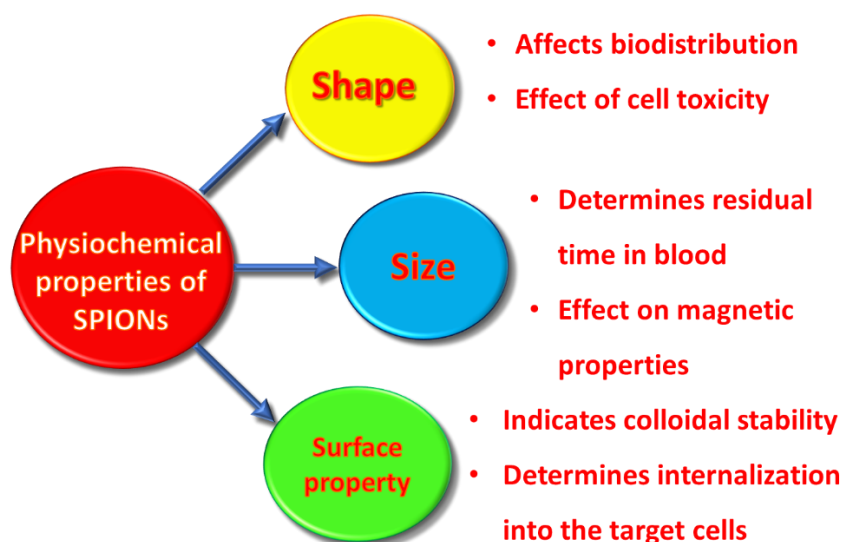 Physiochemical
properties of
SPIONs
Shape
• Affects biodistribution
• Effect of cell toxicity
Size
• Determines residual
time in blood
• Effect on magnetic
properties
Surface
property
• Indicates colloidal stability
• Determines internalization
into the target cells